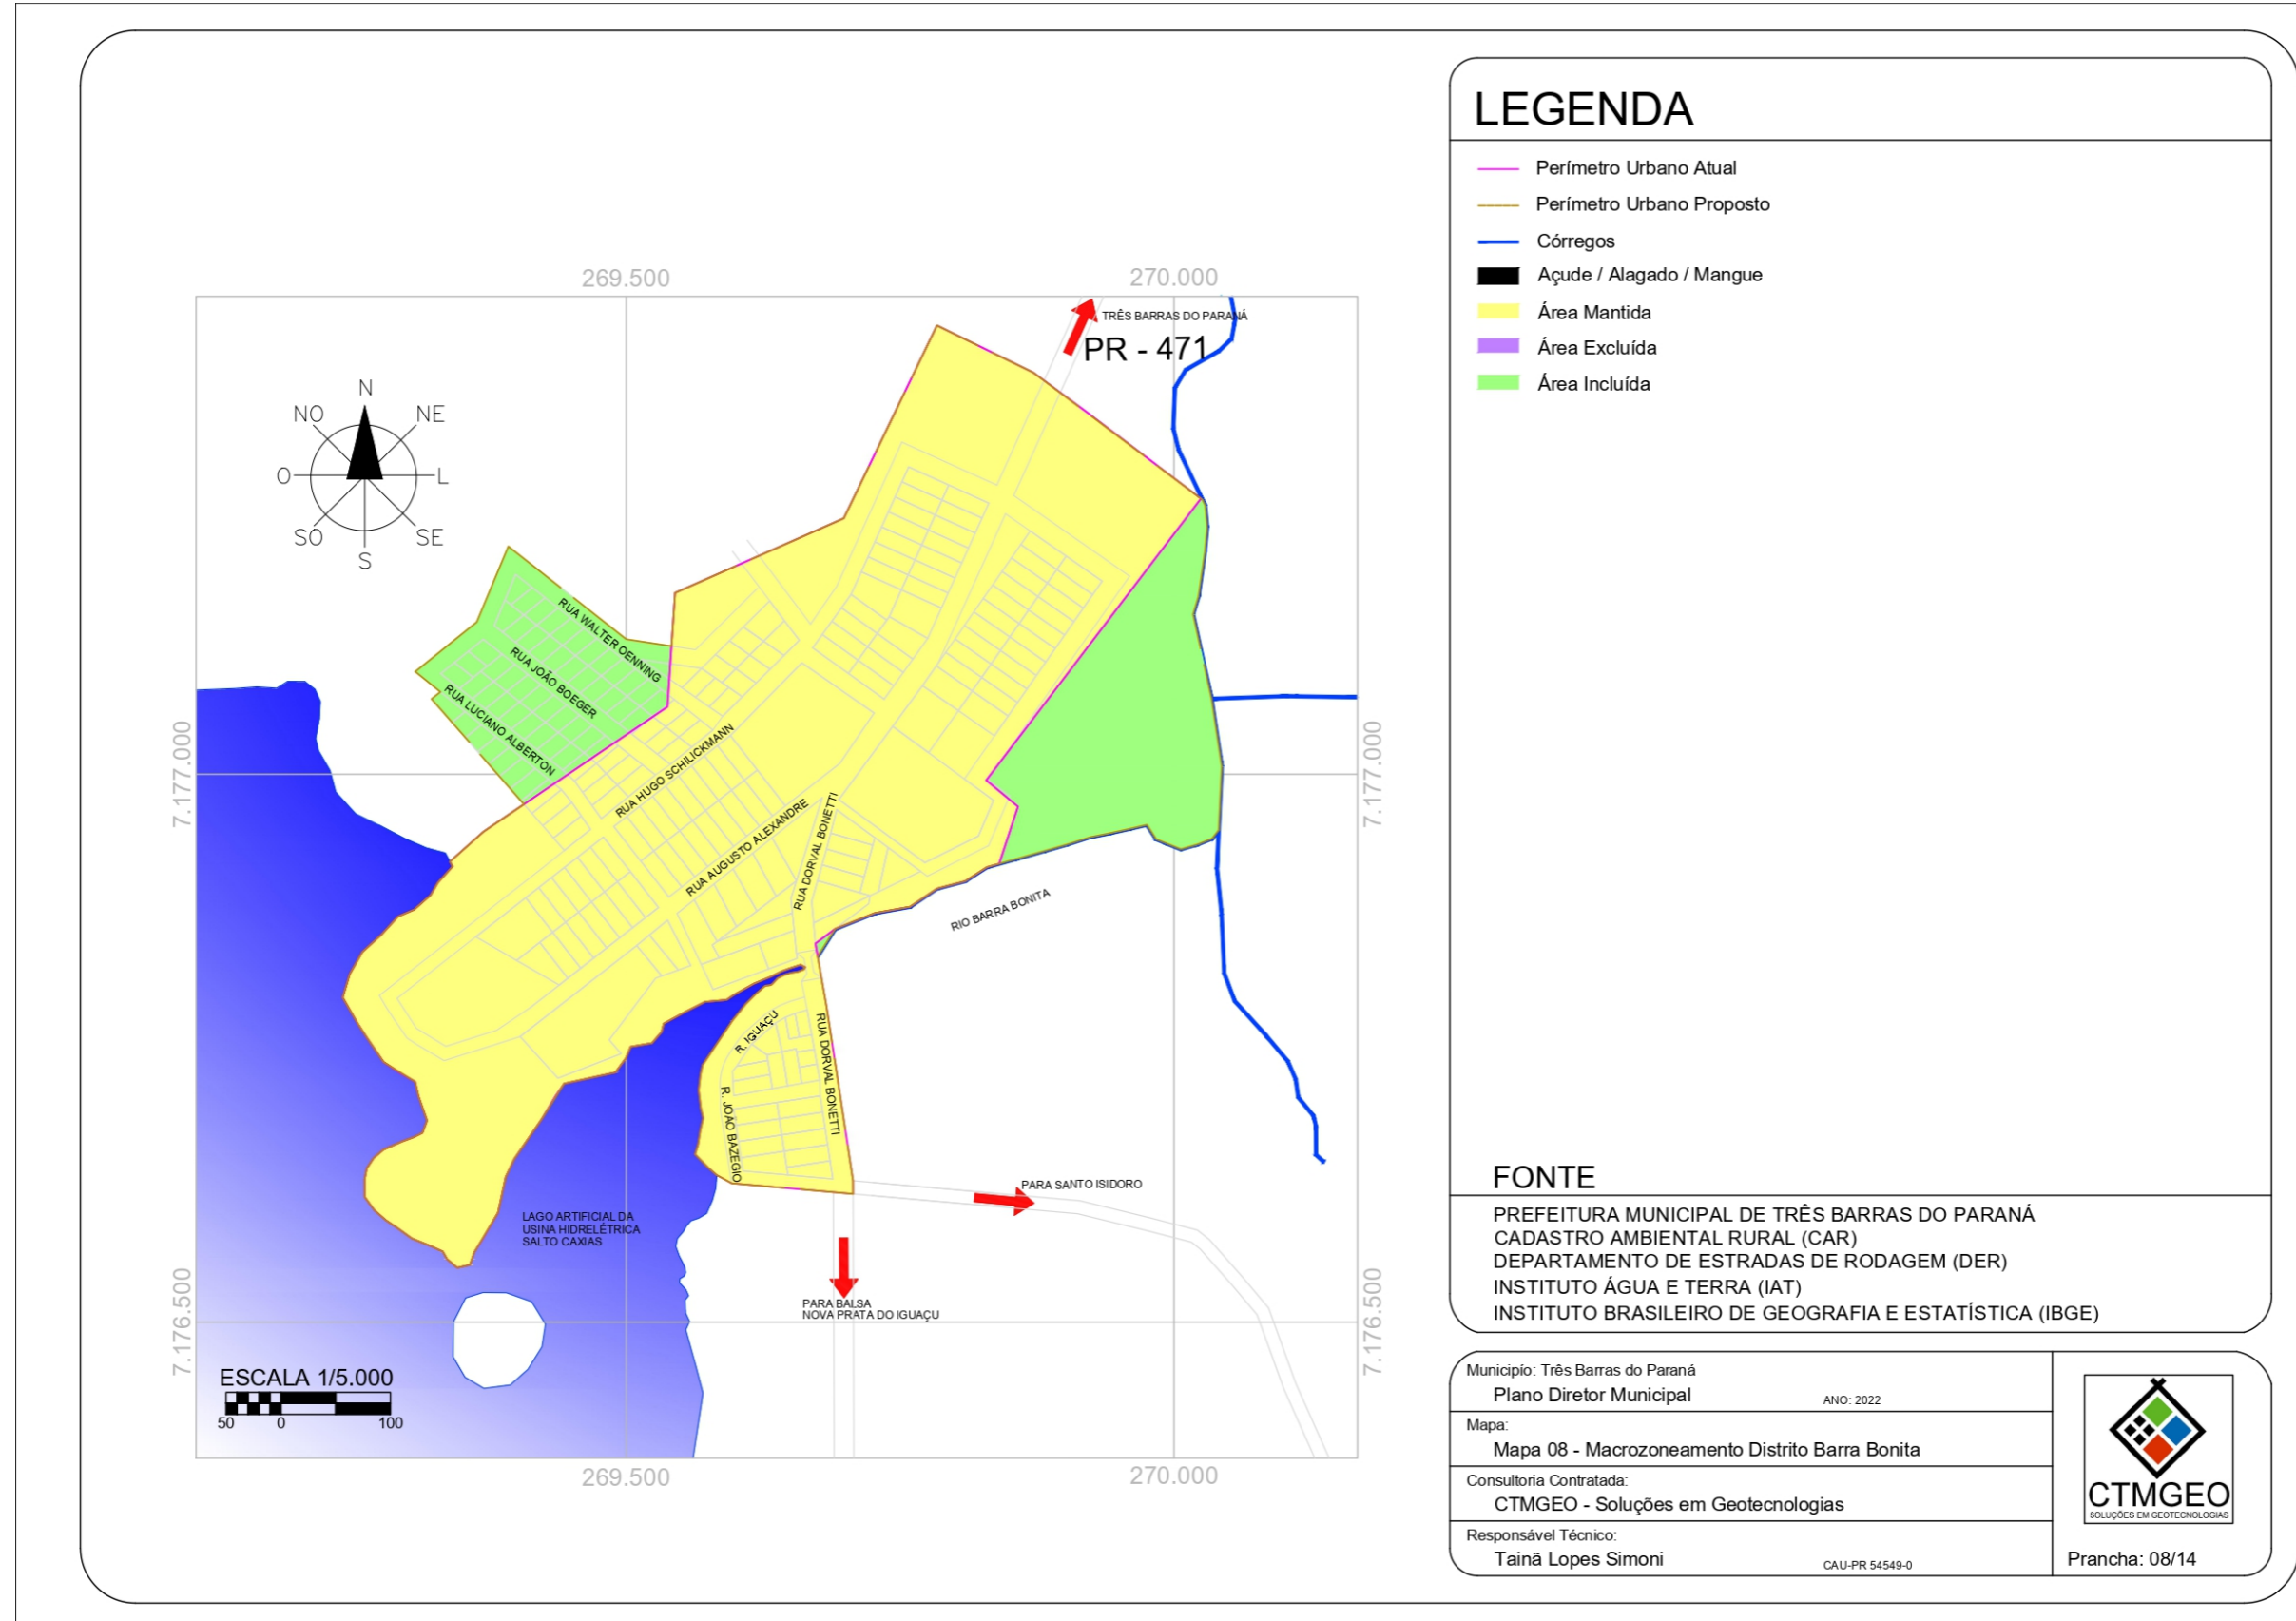 LEGENDA
Perímetro Urbano Atual
Perímetro Urbano Proposto
Córregos
Açude / Alagado / Mangue
Área Mantida
Área Excluída
Área Incluída
269.500
270.000
TRÊS BARRAS DO PARANÁ
PR - 471
N
NO
NE
O
L
SO
SE
S
RUA WALTER OENNING
RUA JOÃO BOEGER
RUA LUCIANO ALBERTON
7.177.000
7.177.000
RUA HUGO SCHILICKMANN
RUA AUGUSTO ALEXANDRE
RUA DORVAL BONETTI
RIO BARRA BONITA
R. IGUAÇU
RUA DORVAL BONETTI
R. JOÃO BAZEGIO
PARA SANTO ISIDORO
LAGO ARTIFICIAL DA
USINA HIDRELÉTRICA
SALTO CAXIAS
PARA BALSA
NOVA PRATA DO IGUAÇU
7.176.500
7.176.500
ESCALA 1/5.000
50 0 100
269.500
270.000
FONTE
PREFEITURA MUNICIPAL DE TRÊS BARRAS DO PARANÁ
CADASTRO AMBIENTAL RURAL (CAR)
DEPARTAMENTO DE ESTRADAS DE RODAGEM (DER)
INSTITUTO ÁGUA E TERRA (IAT)
INSTITUTO BRASILEIRO DE GEOGRAFIA E ESTATÍSTICA (IBGE)
Municipío: Três Barras do Paraná
Plano Diretor Municipal ANO: 2022
Mapa:
Mapa 08 - Macrozoneamento Distrito Barra Bonita
Consultoria Contratada:
CTMGEO - Soluções em Geotecnologias
Responsável Técnico:
Tainã Lopes Simoni CAU-PR 54549-0
CTMGEO
SOLUÇÕES EM GEOTECNOLOGIAS
Prancha: 08/14